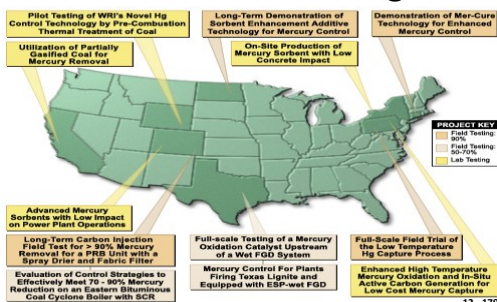 Pilot Testing of WRI's Novel Hg
Control Technology by Pre-Combustion
Thermal Treatment of Coal
Long-Term Demonstration of
Sorbent Enhancement Additive
Technology for Mercury Control
Demonstration of Mer-Cure
Technology for Enhanced
Mercury Control
Utilization of Partially
Gasified Coal for
Mercury Removal
On-Site Production of
Mercury Sorbent with Low
Concrete Impact
PROJECT KEY
Field Testing:
90%
Field Testing:
50-70%
Lab Testing
Advanced Mercury
Sorbents with Low Impact
on Power Plant Operations
Long-Term Carbon Injection
Field Test for > 90% Mercury
Removal for a PRB Unit with a
Spray Drier and Fabric Filter
Full-scale Testing of a Mercury
Oxidation Catalyst Upstream
of a Wet FGD System
Full-Scale Field Trial of
the Low Temperature
Hg Capture Process
Evaluation of Control Strategies to
Effectively Meet 70 - 90% Mercury
Reduction on an Eastern Bituminous
Coal Cyclone Boiler with SCR
Mercury Control For Plants
Firing Texas Lignite and
Equipped with ESP-wet FGD
Enhanced High Temperature
Mercury Oxidation and In-Situ
Active Carbon Generation for
Low Cost Mercury Capture